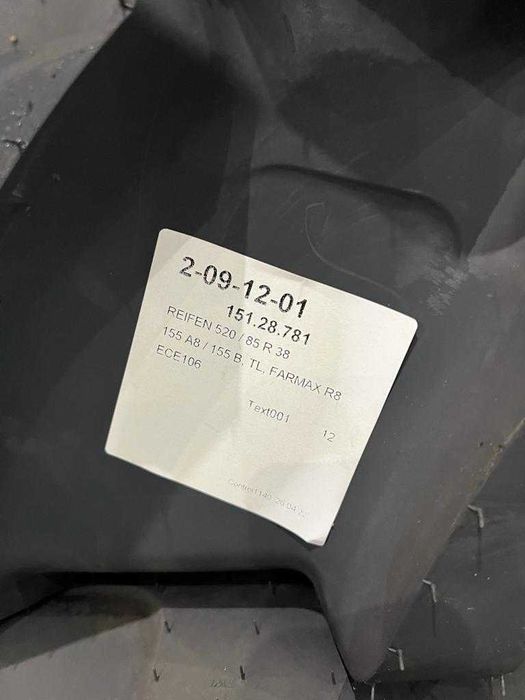 2-09-12-01
151.28.781
REIFEN 520 / 85 R 38
155 A8 / 155 B, TL, FARMAX R8
ECE106
Text001
12